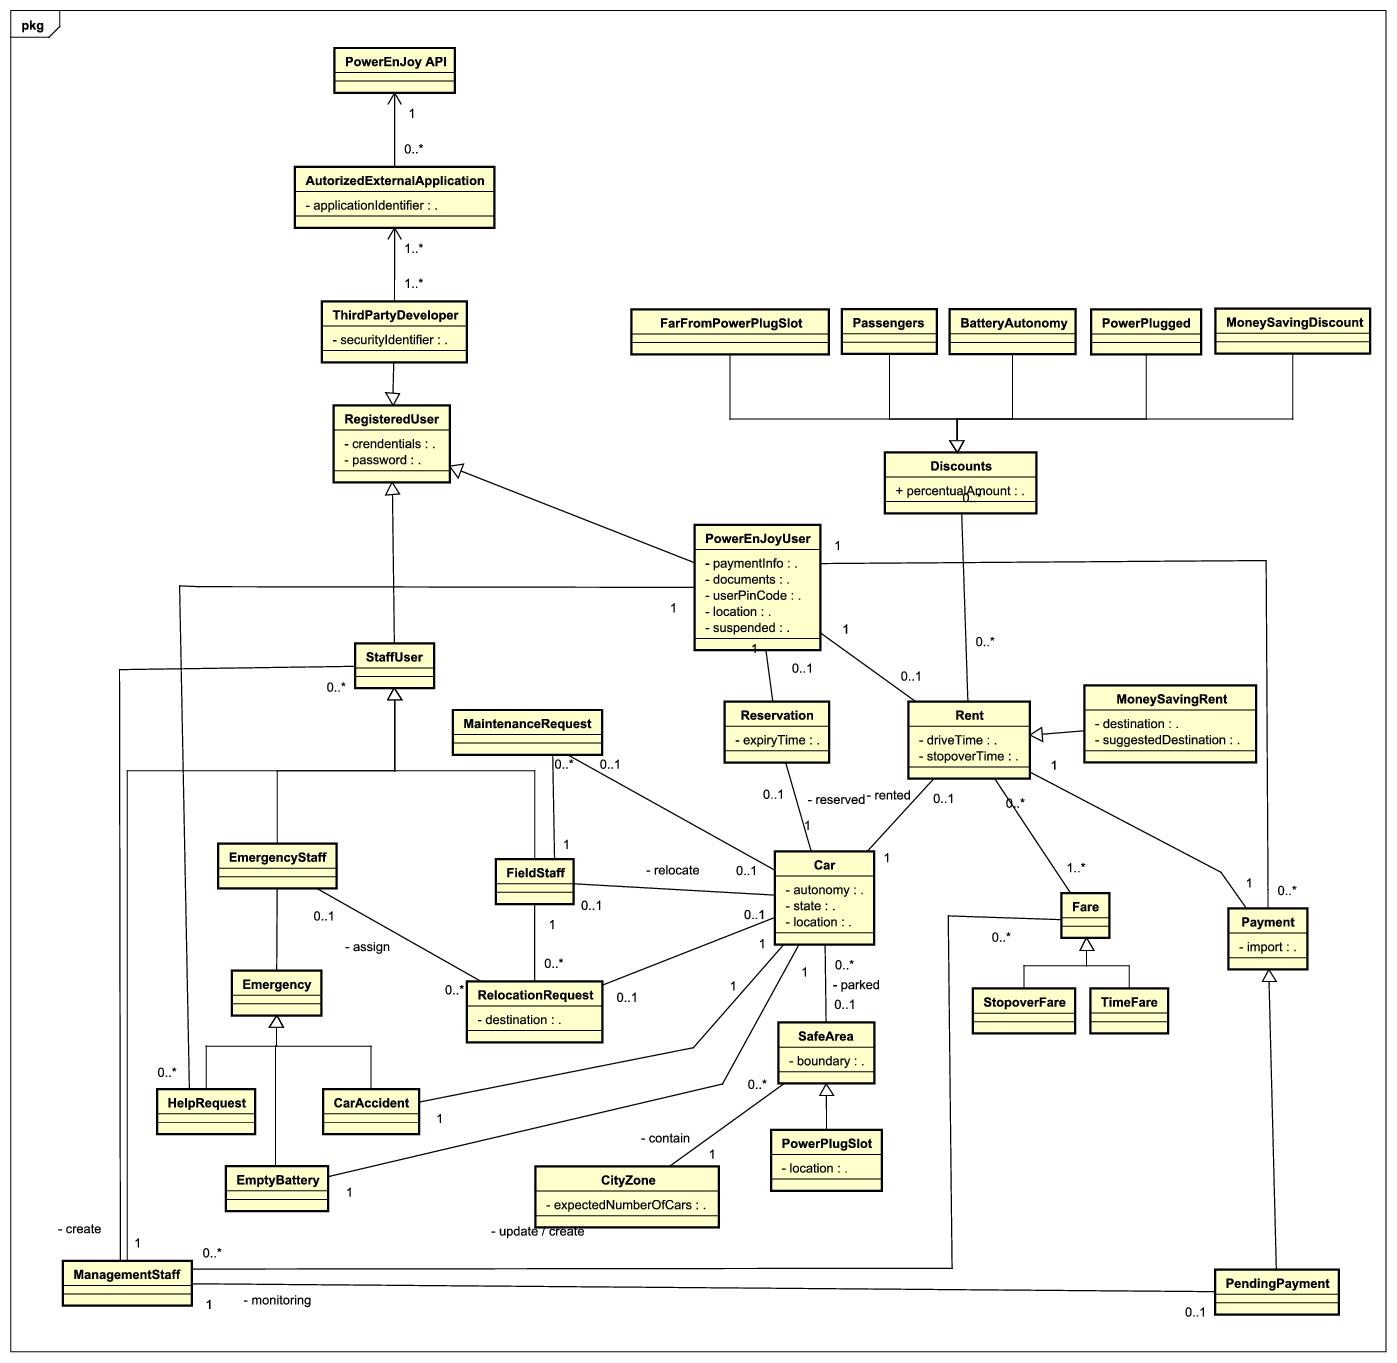 pkg
PowerEnJoy API
1
0..*
AutorizedExternalApplication
- applicationIdentifier : .
1..*
1..*
ThirdPartyDeveloper
- securityIdentifier : .
FarFromPowerPlugSlot
Passengers
BatteryAutonomy
PowerPlugged
MoneySavingDiscount
RegisteredUser
- crendentials : .
- password : .
Discounts
+ percentualAmount : .
0..*
PowerEnJoyUser
- paymentInfo : .
- documents : .
- userPinCode : .
- location : .
- suspended : .
1
1
1
1
0..1
0..1
0..*
StaffUser
0..*
MaintenanceRequest
0..*
0..1
Reservation
- expiryTime : .
0..1
- reserved
1
Rent
- driveTime : .
- stopoverTime : .
- rented
0..1
0..*
1
1
MoneySavingRent
- destination : .
- suggestedDestination : .
EmergencyStaff
0..1
- assign
0..*
1
FieldStaff
0..1
1
0..*
- relocate
0..1
Car
- autonomy : .
- state : .
- location : .
0..1
1
1
1
0..*
- parked
0..1
1..*
Fare
0..*
1
0..*
Payment
- import : .
Emergency
RelocationRequest
- destination : .
0..1
StopoverFare
TimeFare
SafeArea
- boundary : .
0..*
0..*
HelpRequest
CarAccident
1
EmptyBattery
1
- contain
1
CityZone
- expectedNumberOfCars : .
PowerPlugSlot
- location : .
- create
1
0..*
- update / create
ManagementStaff
1
- monitoring
0..1
PendingPayment